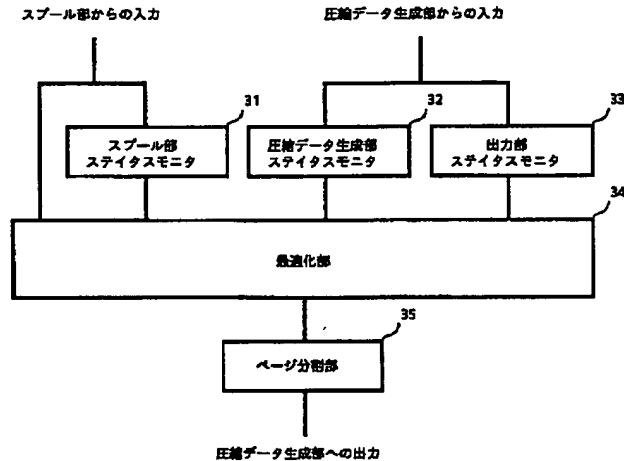 スプール部からの入力
圧縮データ生成部からの入力
31
32
33
スプール部
ステイタスモニタ
圧縮データ生成部
ステイタスモニタ
出力部
ステイタスモニタ
34
最適化部
35
ページ分割部
圧縮データ生成部への出力